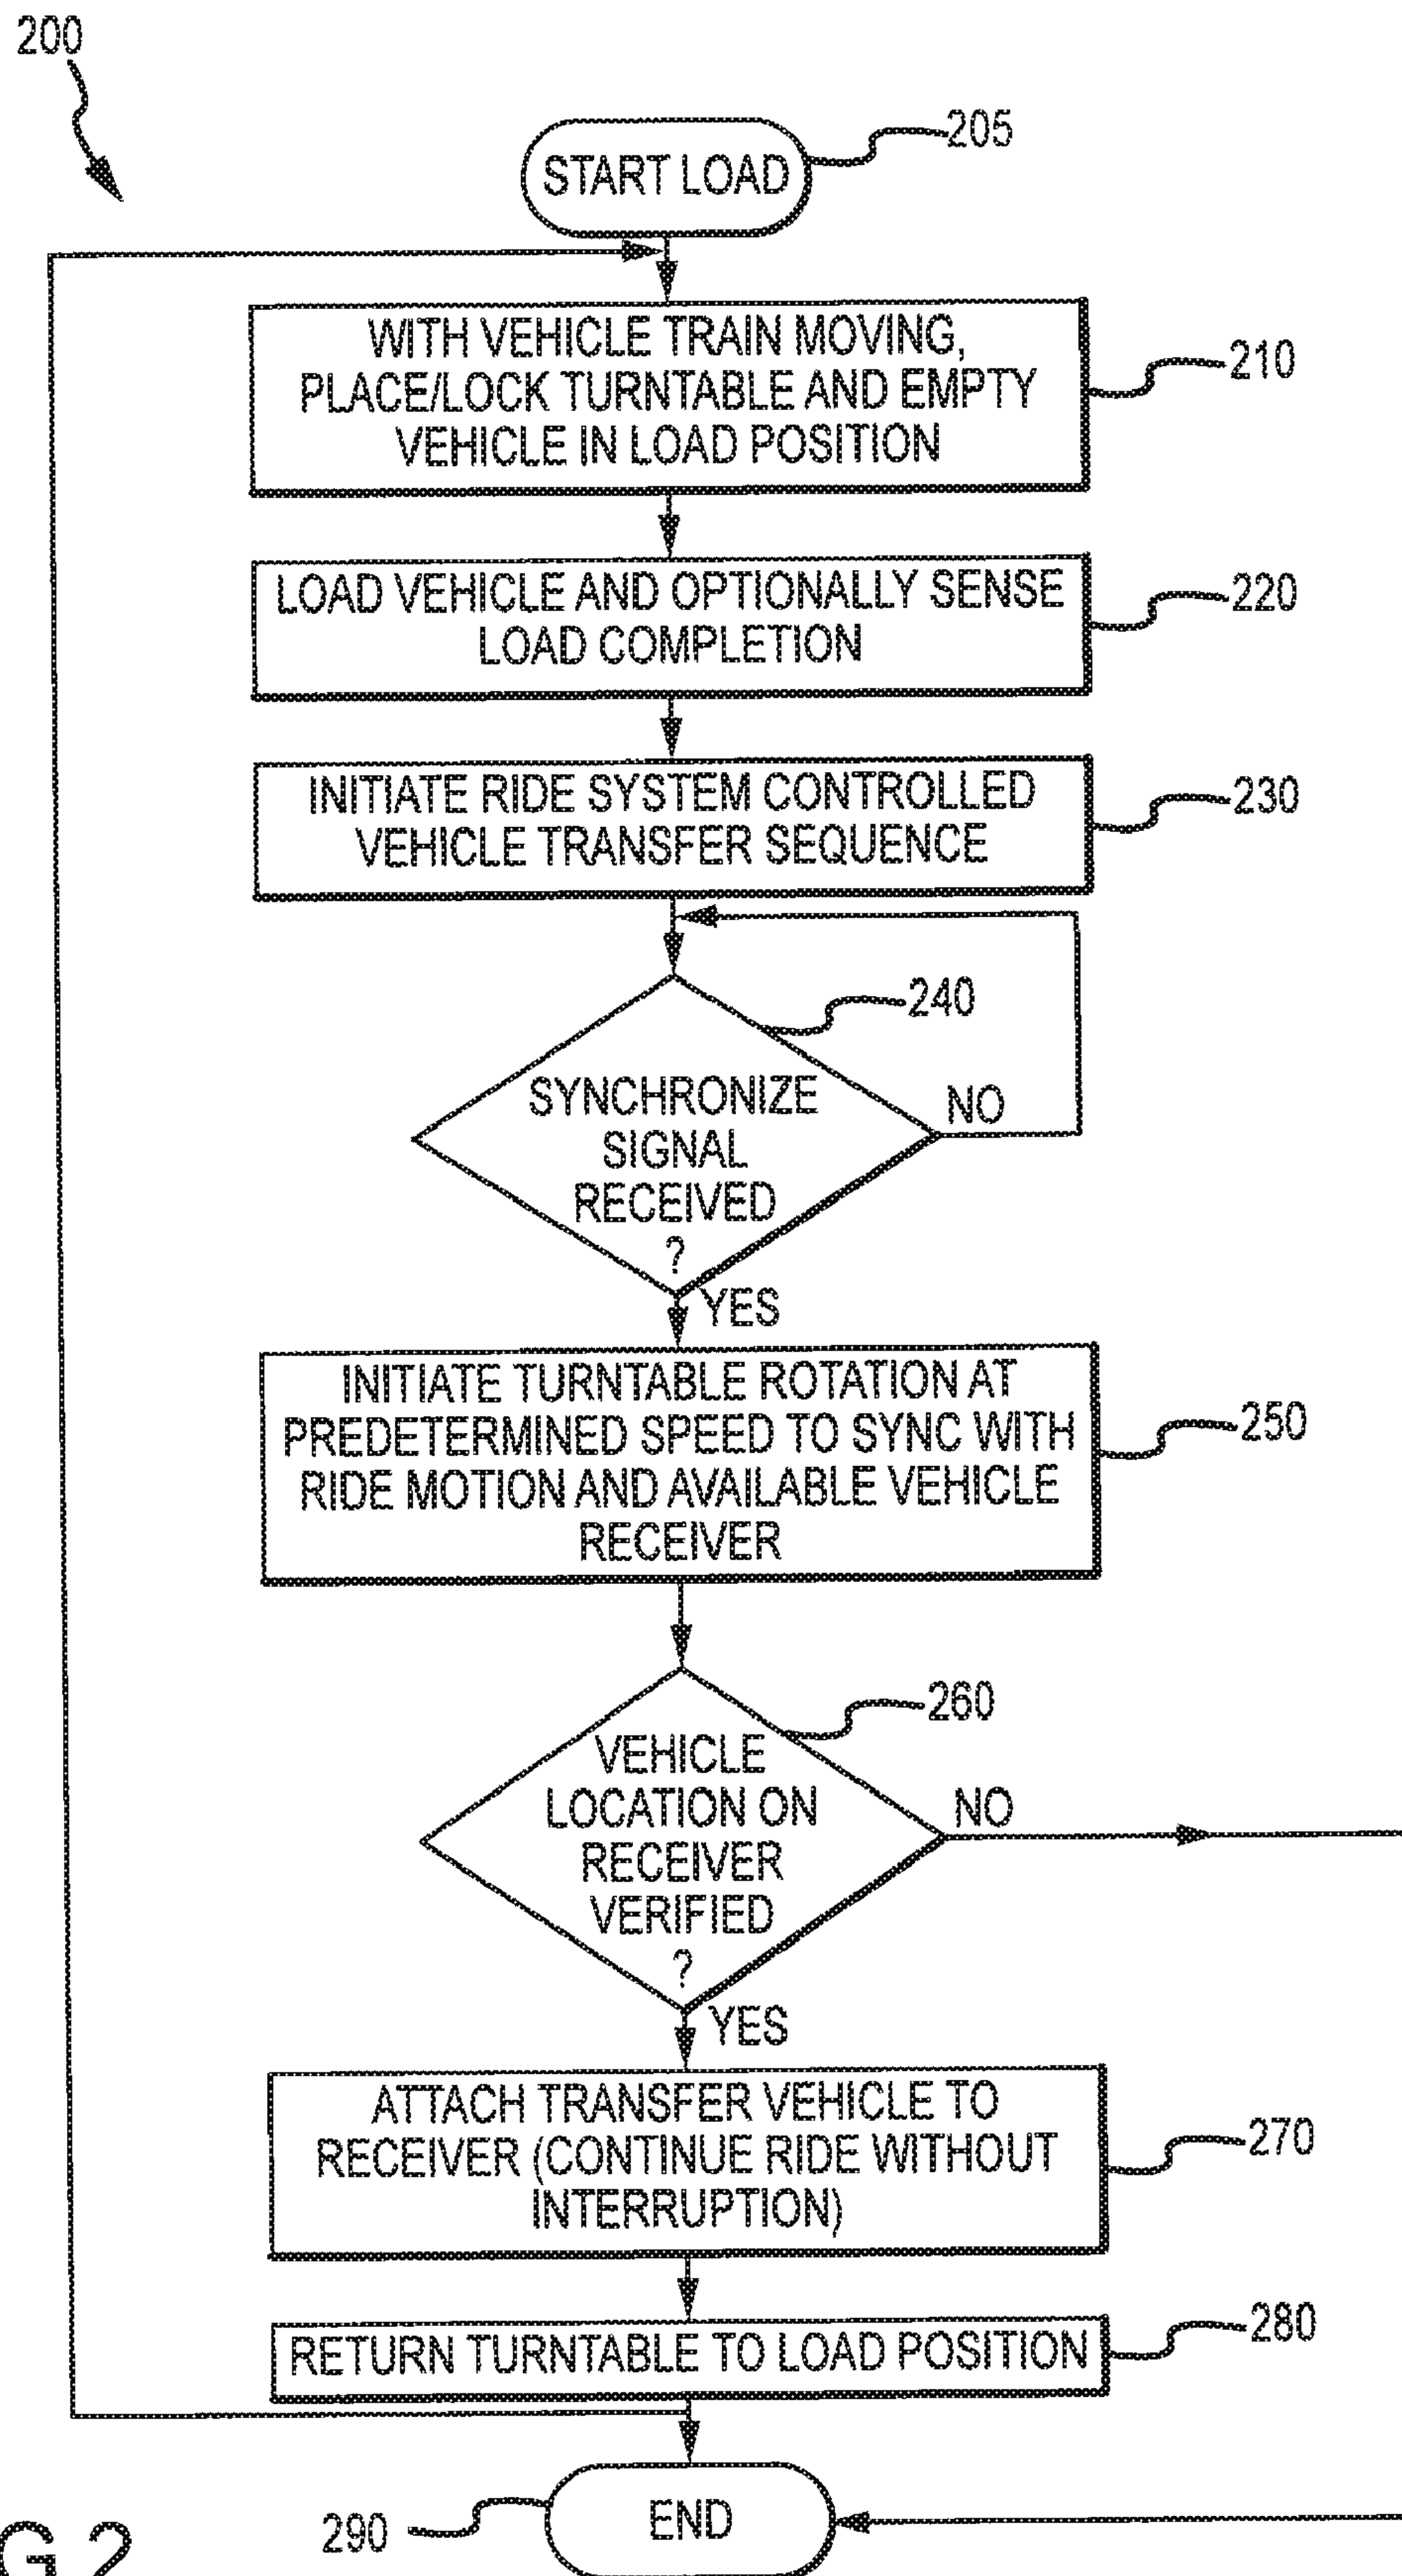 200
START LOAD
205
WITH VEHICLE TRAIN MOVING,
PLACE/LOCK TURNTABLE AND EMPTY
VEHICLE IN LOAD POSITION
210
LOAD VEHICLE AND OPTIONALLY SENSE
LOAD COMPLETION
220
INITIATE RIDE SYSTEM CONTROLLED
VEHICLE TRANSFER SEQUENCE
230
240
SYNCHRONIZE
SIGNAL
RECEIVED
?
NO
YES
INITIATE TURNTABLE ROTATION AT
PREDETERMINED SPEED TO SYNC WITH
RIDE MOTION AND AVAILABLE VEHICLE
RECEIVER
250
260
VEHICLE
LOCATION ON
RECEIVER
VERIFIED
?
NO
YES
ATTACH TRANSFER VEHICLE TO
RECEIVER (CONTINUE RIDE WITHOUT
INTERRUPTION)
270
RETURN TURNTABLE TO LOAD POSITION
280
END
290
G.2